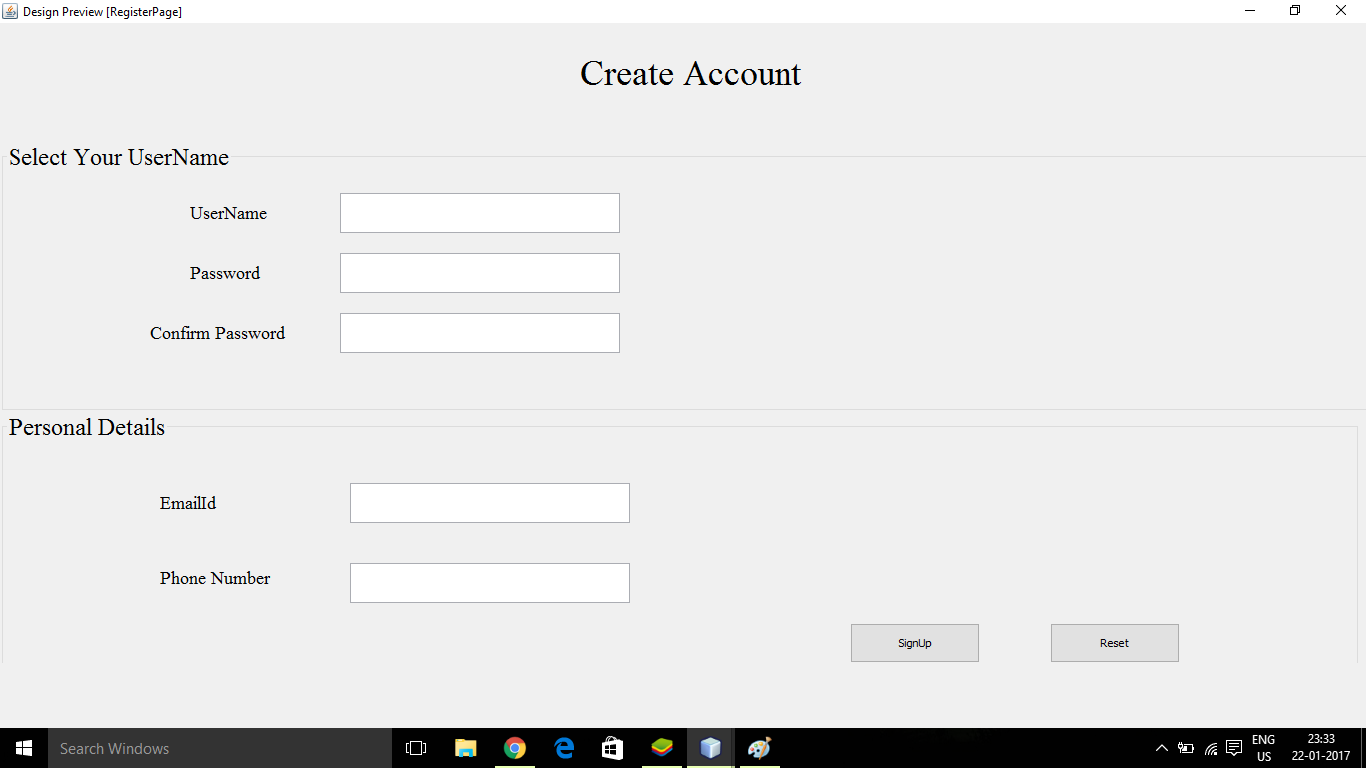 Design Preview [RegisterPage]
Create Account
Select Your UserName
UserName
Password
Confirm Password
Personal Details
EmailId
Phone Number
SignUp Reset
Search Windows
ENG 23:33
US 22-01-2017